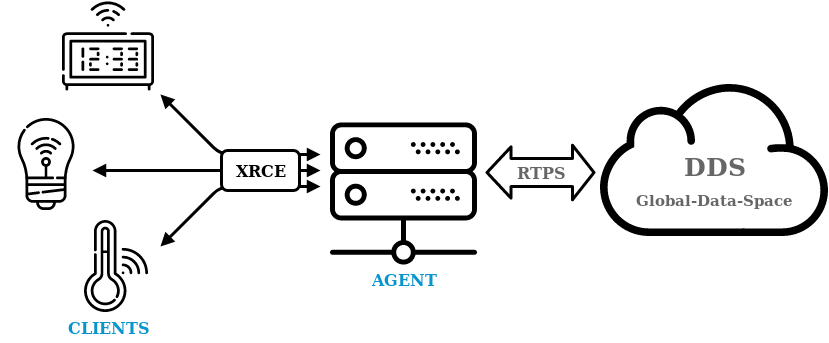 12:33
XRCE
RTPS
DDS
Global-Data-Space
AGENT
CLIENTS